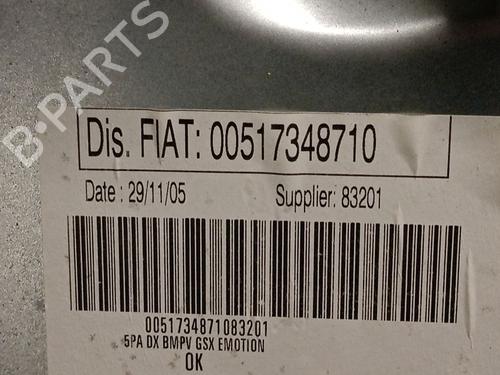 B-PARTS
Dis. FIAT: 00517348710
Date : 29/11/05 Supplier: 83201
0051734871083201
5PA DX BMPV GSX EMOTION
OK